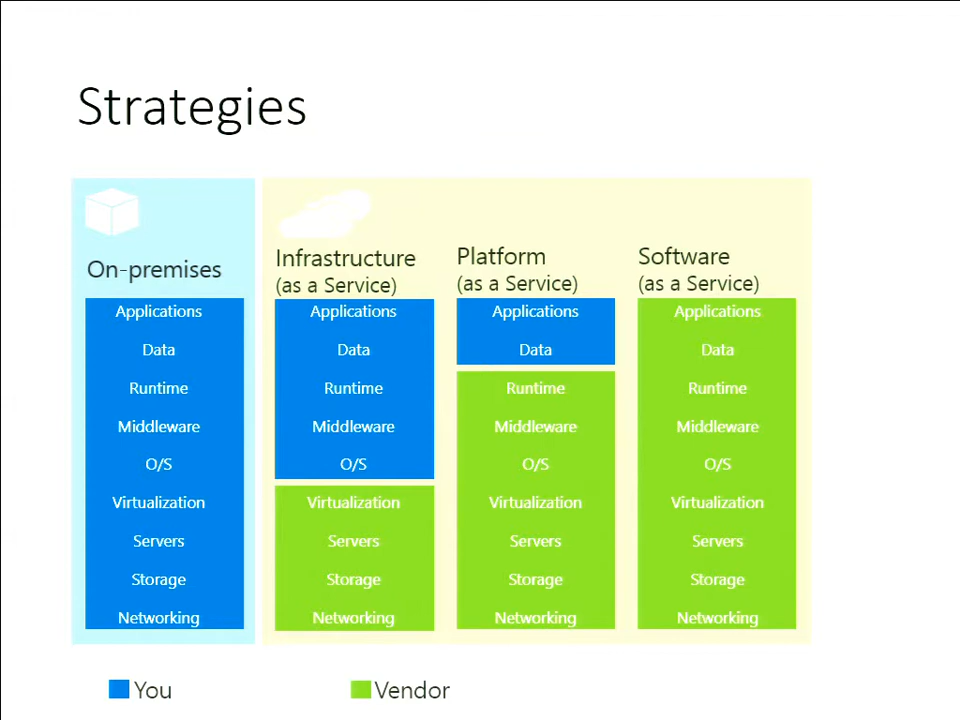 Strategies
On-premises
Applications
Data
Runtime
Middleware
O/S
Virtualization
Servers
Storage
Networking
Infrastructure
(as a Service)
Applications
Data
Runtime
Middleware
O/S
Virtualization
Servers
Storage
Networking
Platform
(as a Service)
Applications
Data
Runtime
Middleware
O/S
Virtualization
Servers
Storage
Networking
Software
(as a Service)
Applications
Data
Runtime
Middleware
O/S
Virtualization
Servers
Storage
Networking
You
Vendor